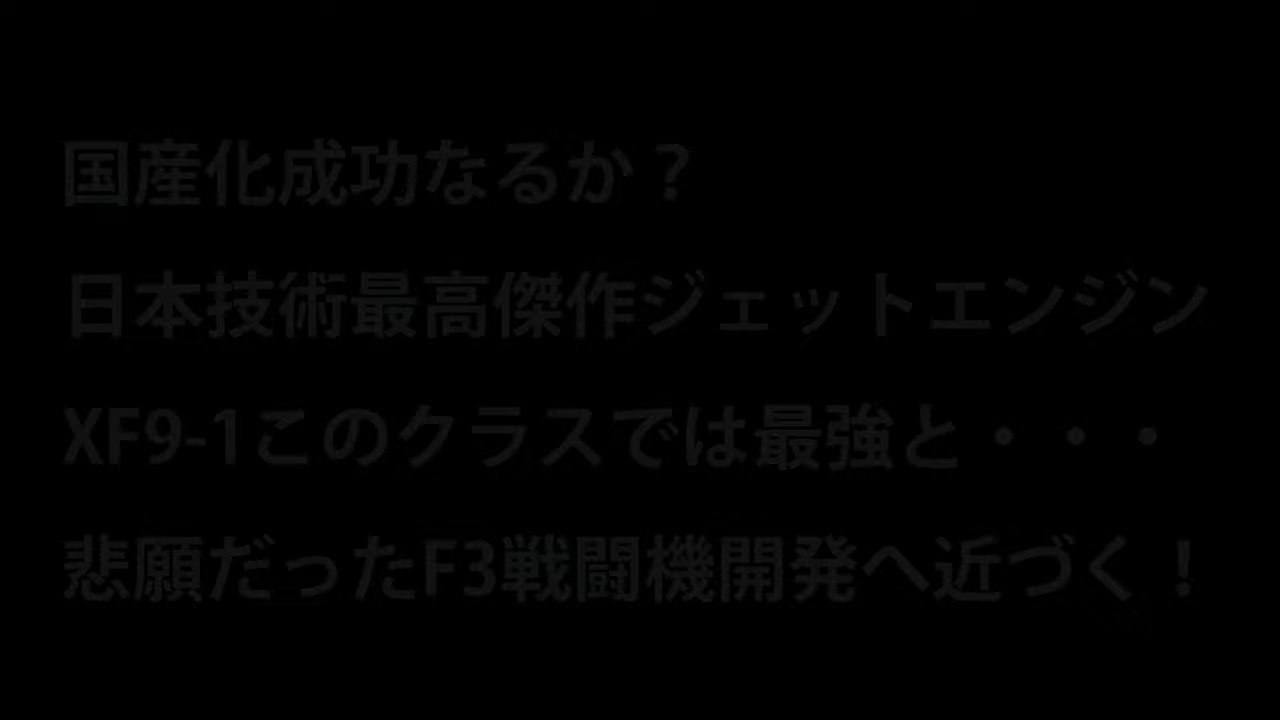 国産化成功なるか？
日本技術最高傑作ジェットエンジン
XF9-1このクラスでは最強と・・・
悲願だったF3戦闘機開発へ近づく！